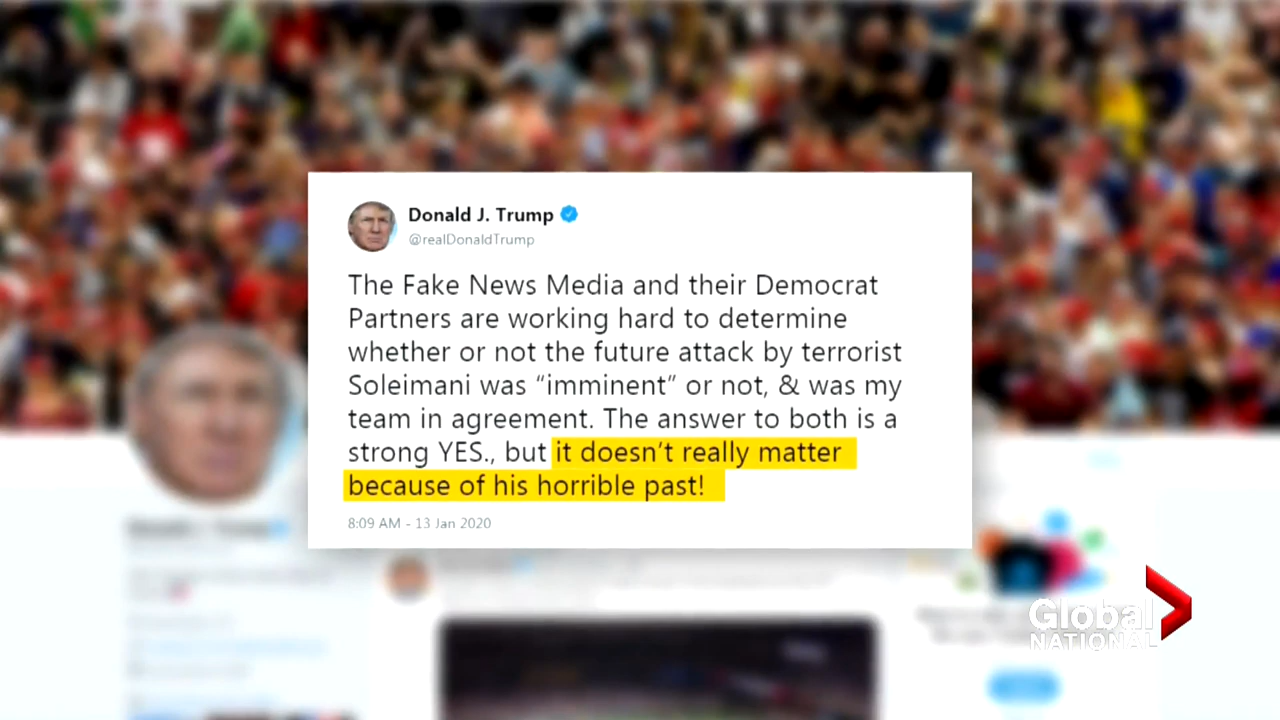 Donald J. Trump
@realDonaldTrump
The Fake News Media and their Democrat
Partners are working hard to determine
whether or not the future attack by terrorist
Soleimani was “imminent” or not, & was my
team in agreement. The answer to both is a
strong YES., but it doesn’t really matter
because of his horrible past!
8:09 AM - 13 Jan 2020
Global
NATIONAL